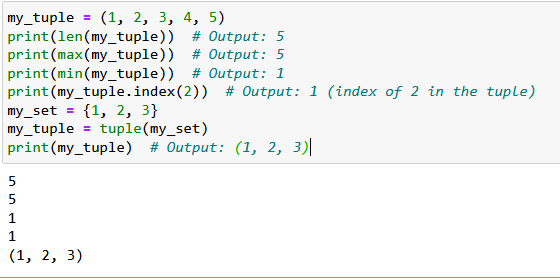 my_tuple = (1, 2, 3, 4, 5)
print(len(my_tuple))  # Output: 5
print(max(my_tuple))  # Output: 5
print(min(my_tuple))  # Output: 1
print(my_tuple.index(2))  # Output: 1 (index of 2 in the tuple)
my_set = {1, 2, 3}
my_tuple = tuple(my_set)
print(my_tuple)  # Output: (1, 2, 3)
5
5
1
1
(1, 2, 3)